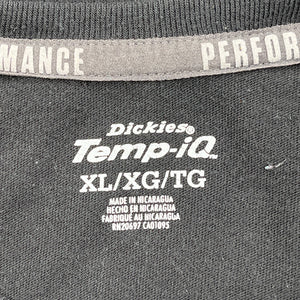 MANCE PERFOR
Dickies®
Temp-iQ
XL/XG/TG
MADE IN NICARAGUA
HECHO EN NICARAGUA
FABRIQUÉ AU NICARAGUA
RN20697 CA01095